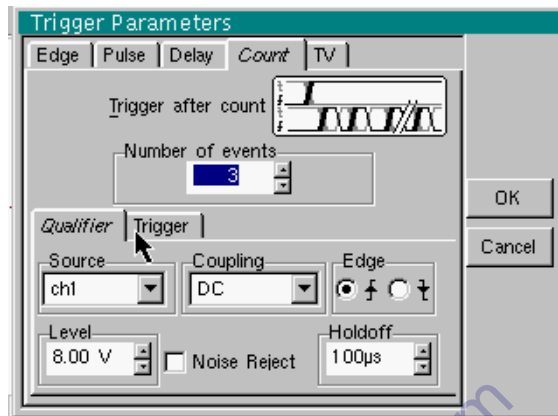 Trigger Parameters
Edge Pulse Delay Count TV
Trigger after count
Number of events
3
OK
Qualifier Trigger
Cancel
Source Coupling Edge
ch1 DC
Level Holdoff
8.00 V Noise Reject 100µs